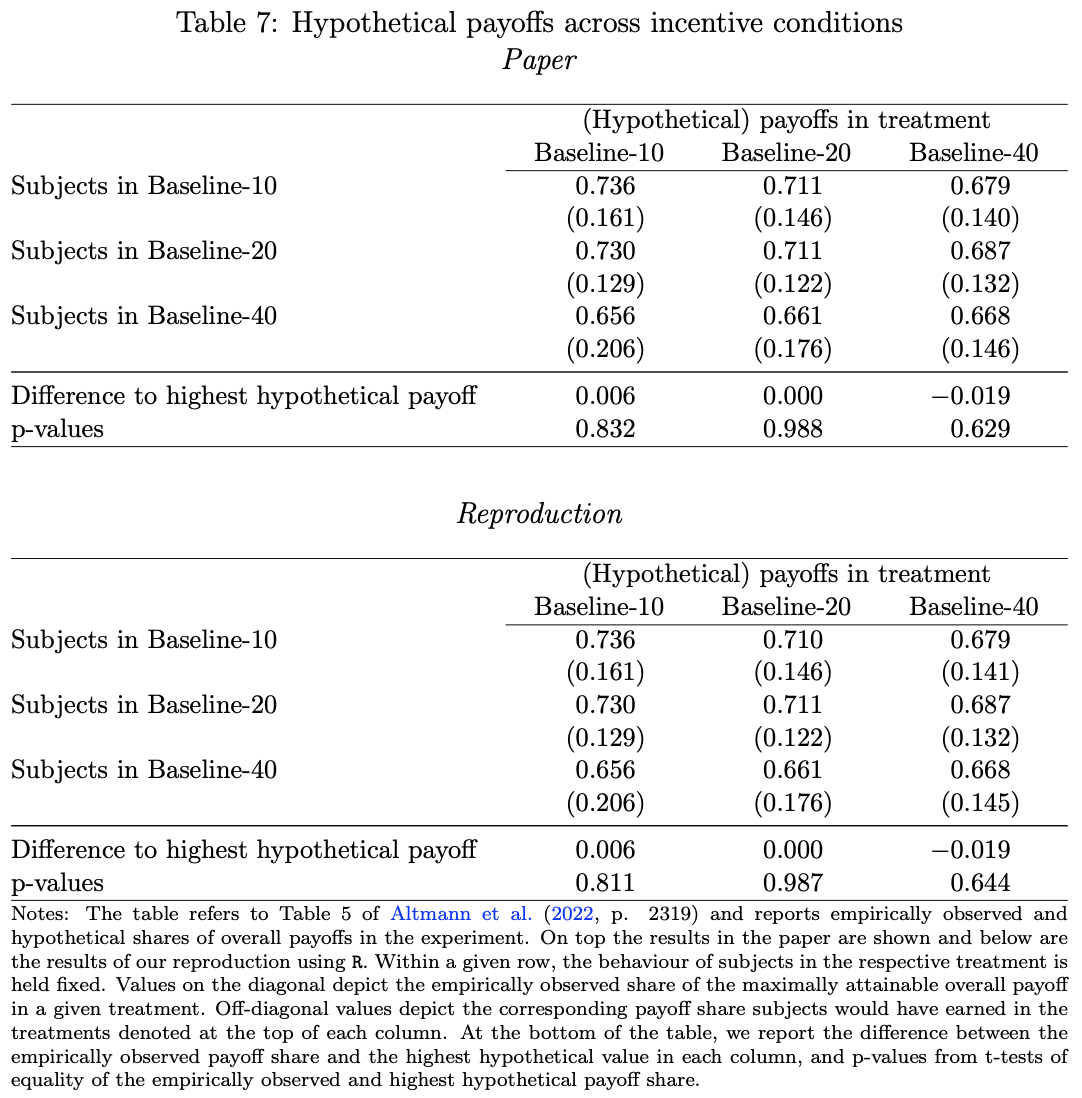 Table 7: Hypothetical payoffs across incentive conditions
Paper
(Hypothetical) payoffs in treatment
Baseline-10 Baseline-20 Baseline-40
Subjects in Baseline-10 0.736 0.711 0.679
(0.161) (0.146) (0.140)
Subjects in Baseline-20 0.730 0.711 0.687
(0.129) (0.122) (0.132)
Subjects in Baseline-40 0.656 0.661 0.668
(0.206) (0.176) (0.146)
Difference to highest hypothetical payoff 0.006 0.000 −0.019
p-values 0.832 0.988 0.629
Reproduction
(Hypothetical) payoffs in treatment
Baseline-10 Baseline-20 Baseline-40
Subjects in Baseline-10 0.736 0.710 0.679
(0.161) (0.146) (0.141)
Subjects in Baseline-20 0.730 0.711 0.687
(0.129) (0.122) (0.132)
Subjects in Baseline-40 0.656 0.661 0.668
(0.206) (0.176) (0.145)
Difference to highest hypothetical payoff 0.006 0.000 −0.019
p-values 0.811 0.987 0.644
Notes: The table refers to Table 5 of Altmann et al. (2022, p. 2319) and reports empirically observed and
hypothetical shares of overall payoffs in the experiment. On top the results in the paper are shown and below are
the results of our reproduction using R. Within a given row, the behaviour of subjects in the respective treatment is
held fixed. Values on the diagonal depict the empirically observed share of the maximally attainable overall payoff
in a given treatment. Off-diagonal values depict the corresponding payoff share subjects would have earned in the
treatments denoted at the top of each column. At the bottom of the table, we report the difference between the
empirically observed payoff share and the highest hypothetical value in each column, and p-values from t-tests of
equality of the empirically observed and highest hypothetical payoff share.